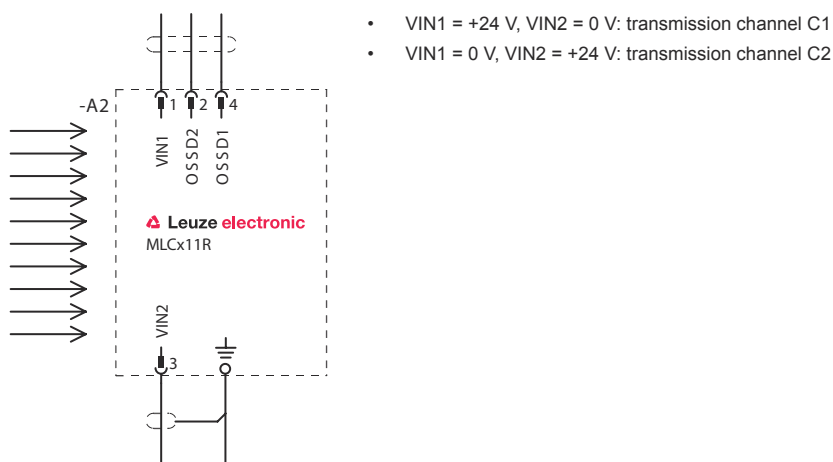 • VIN1 = +24 V, VIN2 = 0 V: transmission channel C1
• VIN1 = 0 V, VIN2 = +24 V: transmission channel C2
-A2
1 2 4
VIN1
OSSD2
OSSD1
Leuze electronic
MLCx11R
VIN2
3